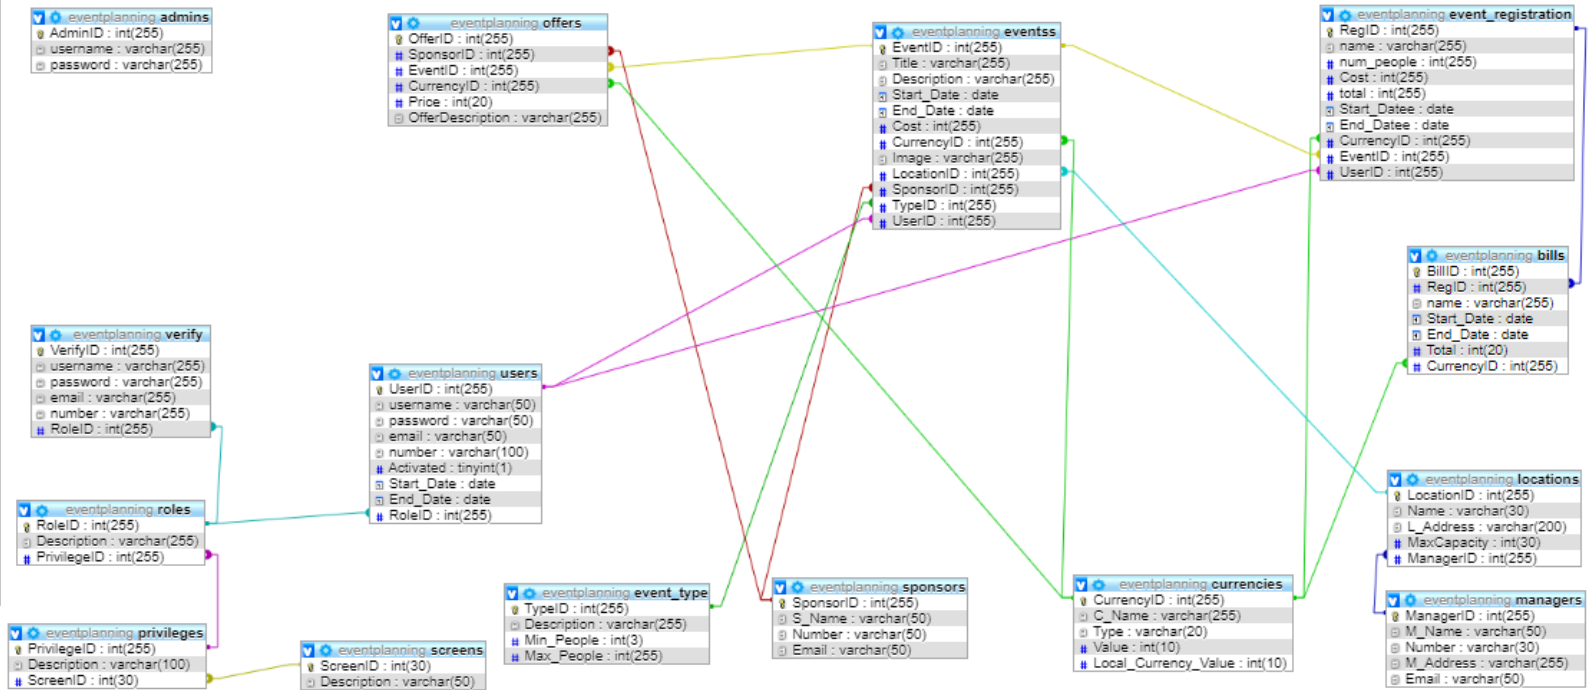 eventplanning admins
AdminID : int(255)
username : varchar(255)
password : varchar(255)
eventplanning offers
OfferID : int(255)
SponsorID : int(255)
EventID : int(255)
CurrencyID : int(255)
Price : int(20)
OfferDescription : varchar(255)
eventplanning eventss
EventID : int(255)
Title : varchar(255)
Description : varchar(255)
Start_Date : date
End_Date : date
Cost : int(255)
CurrencyID : int(255)
Image : varchar(255)
LocationID : int(255)
SponsorID : int(255)
TypeID : int(255)
UserID : int(255)
eventplanning event_registration
RegID : int(255)
name : varchar(255)
num_people : int(255)
Cost : int(255)
total : int(255)
Start_Datee : date
End_Datee : date
CurrencyID : int(255)
EventID : int(255)
UserID : int(255)
eventplanning bills
BillID : int(255)
RegID : int(255)
name : varchar(255)
Start_Date : date
End_Date : date
Total : int(20)
CurrencyID : int(255)
eventplanning verify
VerifyID : int(255)
username : varchar(255)
password : varchar(255)
email : varchar(255)
number : varchar(255)
RoleID : int(255)
eventplanning users
UserID : int(255)
username : varchar(50)
password : varchar(50)
email : varchar(50)
number : varchar(100)
Activated : tinyint(1)
Start_Date : date
End_Date : date
RoleID : int(255)
eventplanning roles
RoleID : int(255)
Description : varchar(255)
PrivilegeID : int(255)
eventplanning locations
LocationID : int(255)
Name : varchar(30)
L_Address : varchar(200)
MaxCapacity : int(30)
ManagerID : int(255)
eventplanning privileges
PrivilegeID : int(255)
Description : varchar(100)
ScreenID : int(30)
eventplanning screens
ScreenID : int(30)
Description : varchar(50)
eventplanning event_type
TypeID : int(255)
Description : varchar(255)
Min_People : int(3)
Max_People : int(255)
eventplanning sponsors
SponsorID : int(255)
S_Name : varchar(50)
Number : varchar(50)
Email : varchar(50)
eventplanning currencies
CurrencyID : int(255)
C_Name : varchar(255)
Type : varchar(20)
Value : int(10)
Local_Currency_Value : int(10)
eventplanning managers
ManagerID : int(255)
M_Name : varchar(50)
Number : varchar(30)
M_Address : varchar(255)
Email : varchar(50)